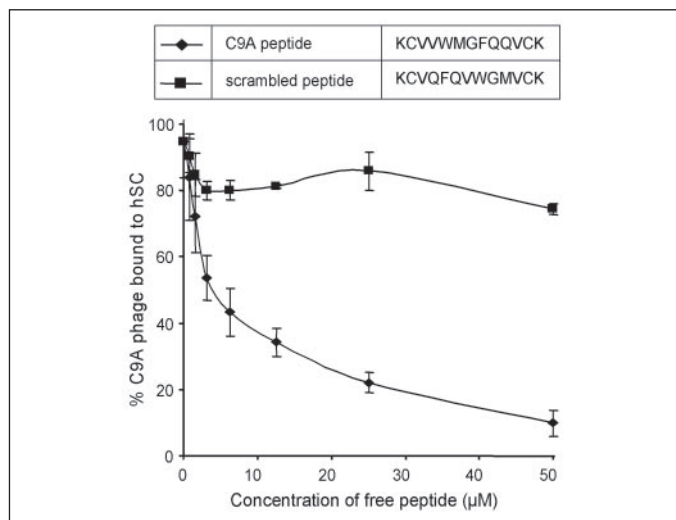 C9A peptide KCVVWMGFQQVCK
scrambled peptide KCVQFQVWGMVCK
100
80
60
40
20
0
% C9A phage bound to hSC
0 10 20 30 40 50
Concentration of free peptide (µM)